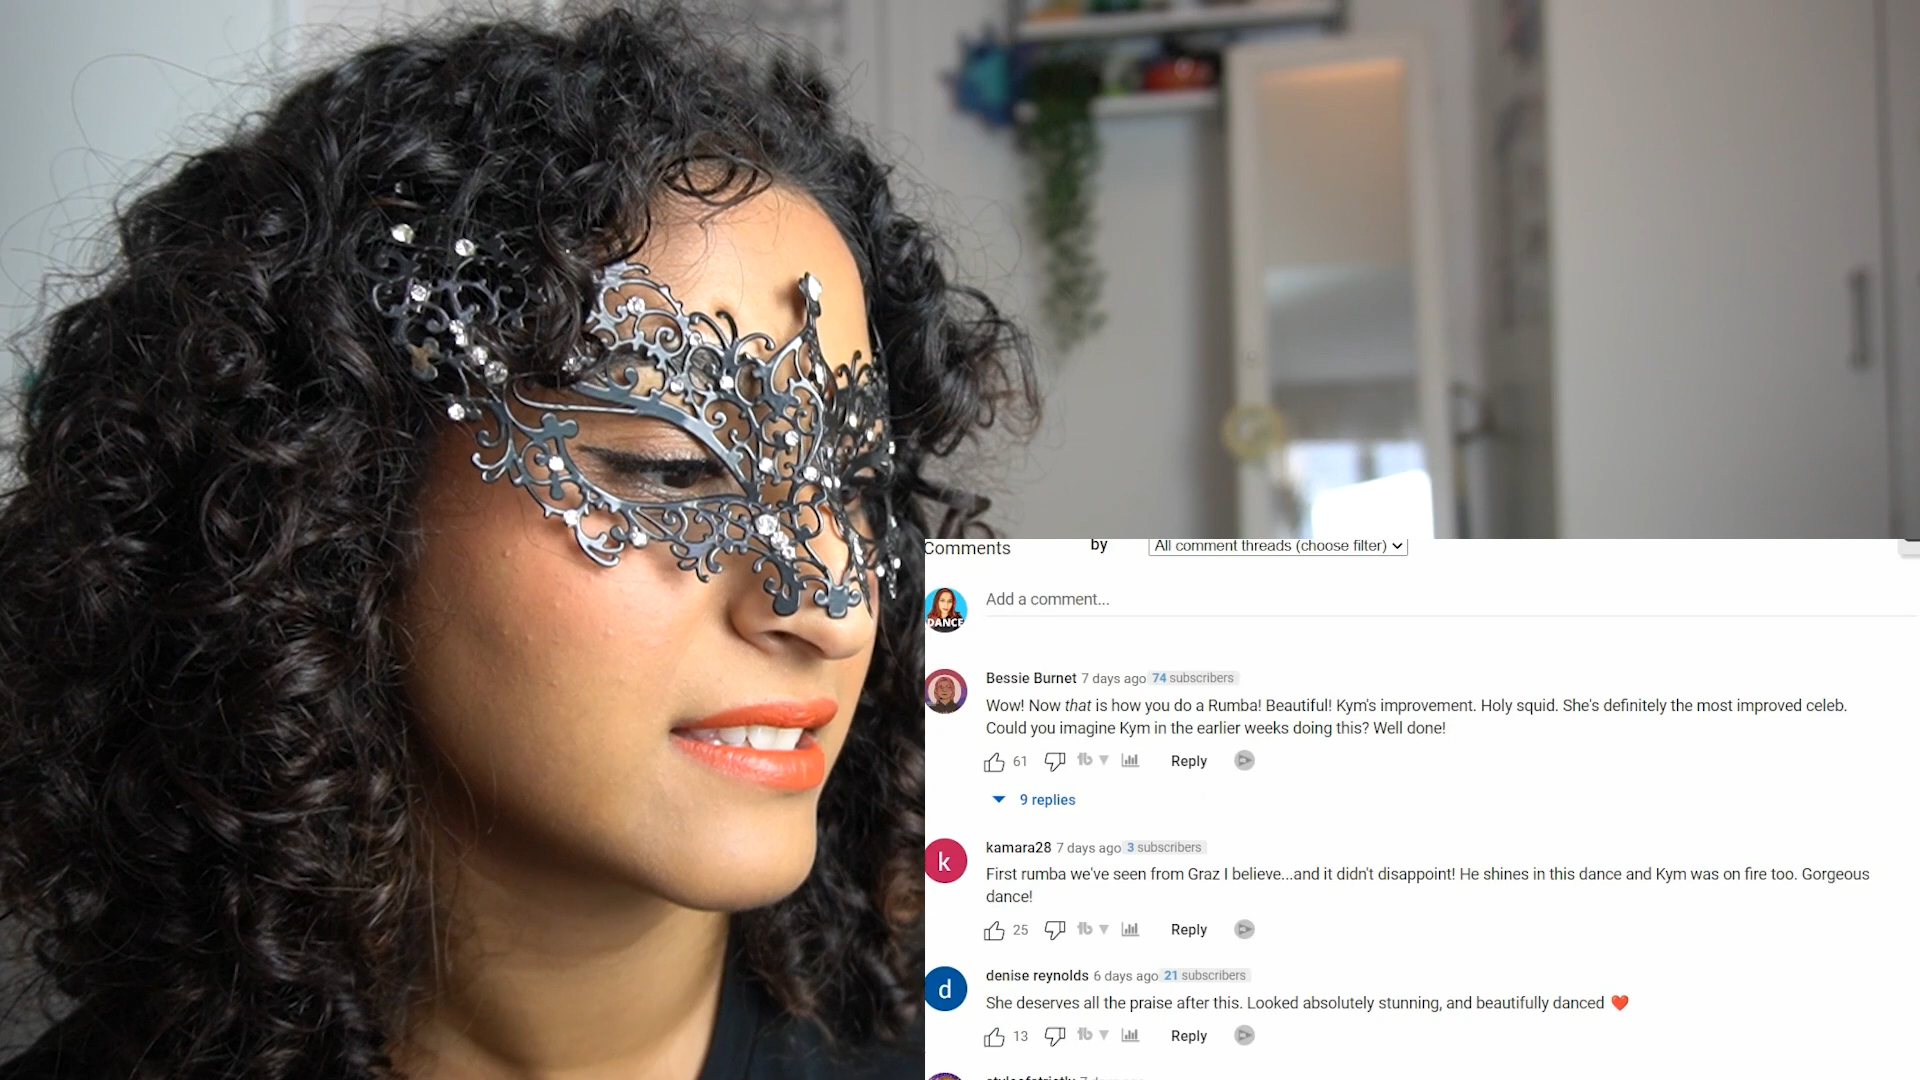 Comments
by
All comment threads (choose filter)
DANCE
Add a comment...
Bessie Burnet 7 days ago 74 subscribers
Wow! Now that is how you do a Rumba! Beautiful! Kym's improvement. Holy squid. She's definitely the most improved celeb.
Could you imagine Kym in the earlier weeks doing this? Well done!
61
Reply
9 replies
k
kamara28 7 days ago 3 subscribers
First rumba we've seen from Graz I believe...and it didn't disappoint! He shines in this dance and Kym was on fire too. Gorgeous
dance!
25
Reply
d
denise reynolds 6 days ago 21 subscribers
She deserves all the praise after this. Looked absolutely stunning, and beautifully danced ❤️
13
Reply